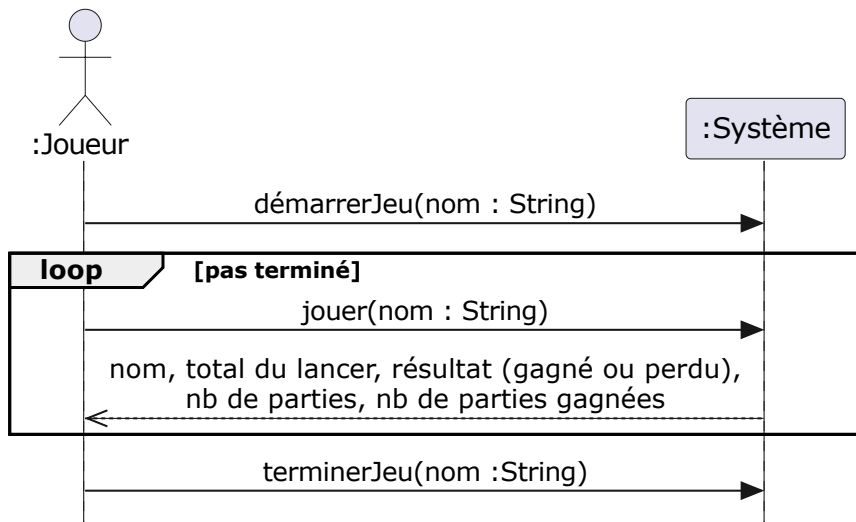 :Joueur
:Système
démarrerJeu(nom : String)
loop [pas terminé]
jouer(nom : String)
nom, total du lancer, résultat (gagné ou perdu),
nb de parties, nb de parties gagnées
terminerJeu(nom :String)